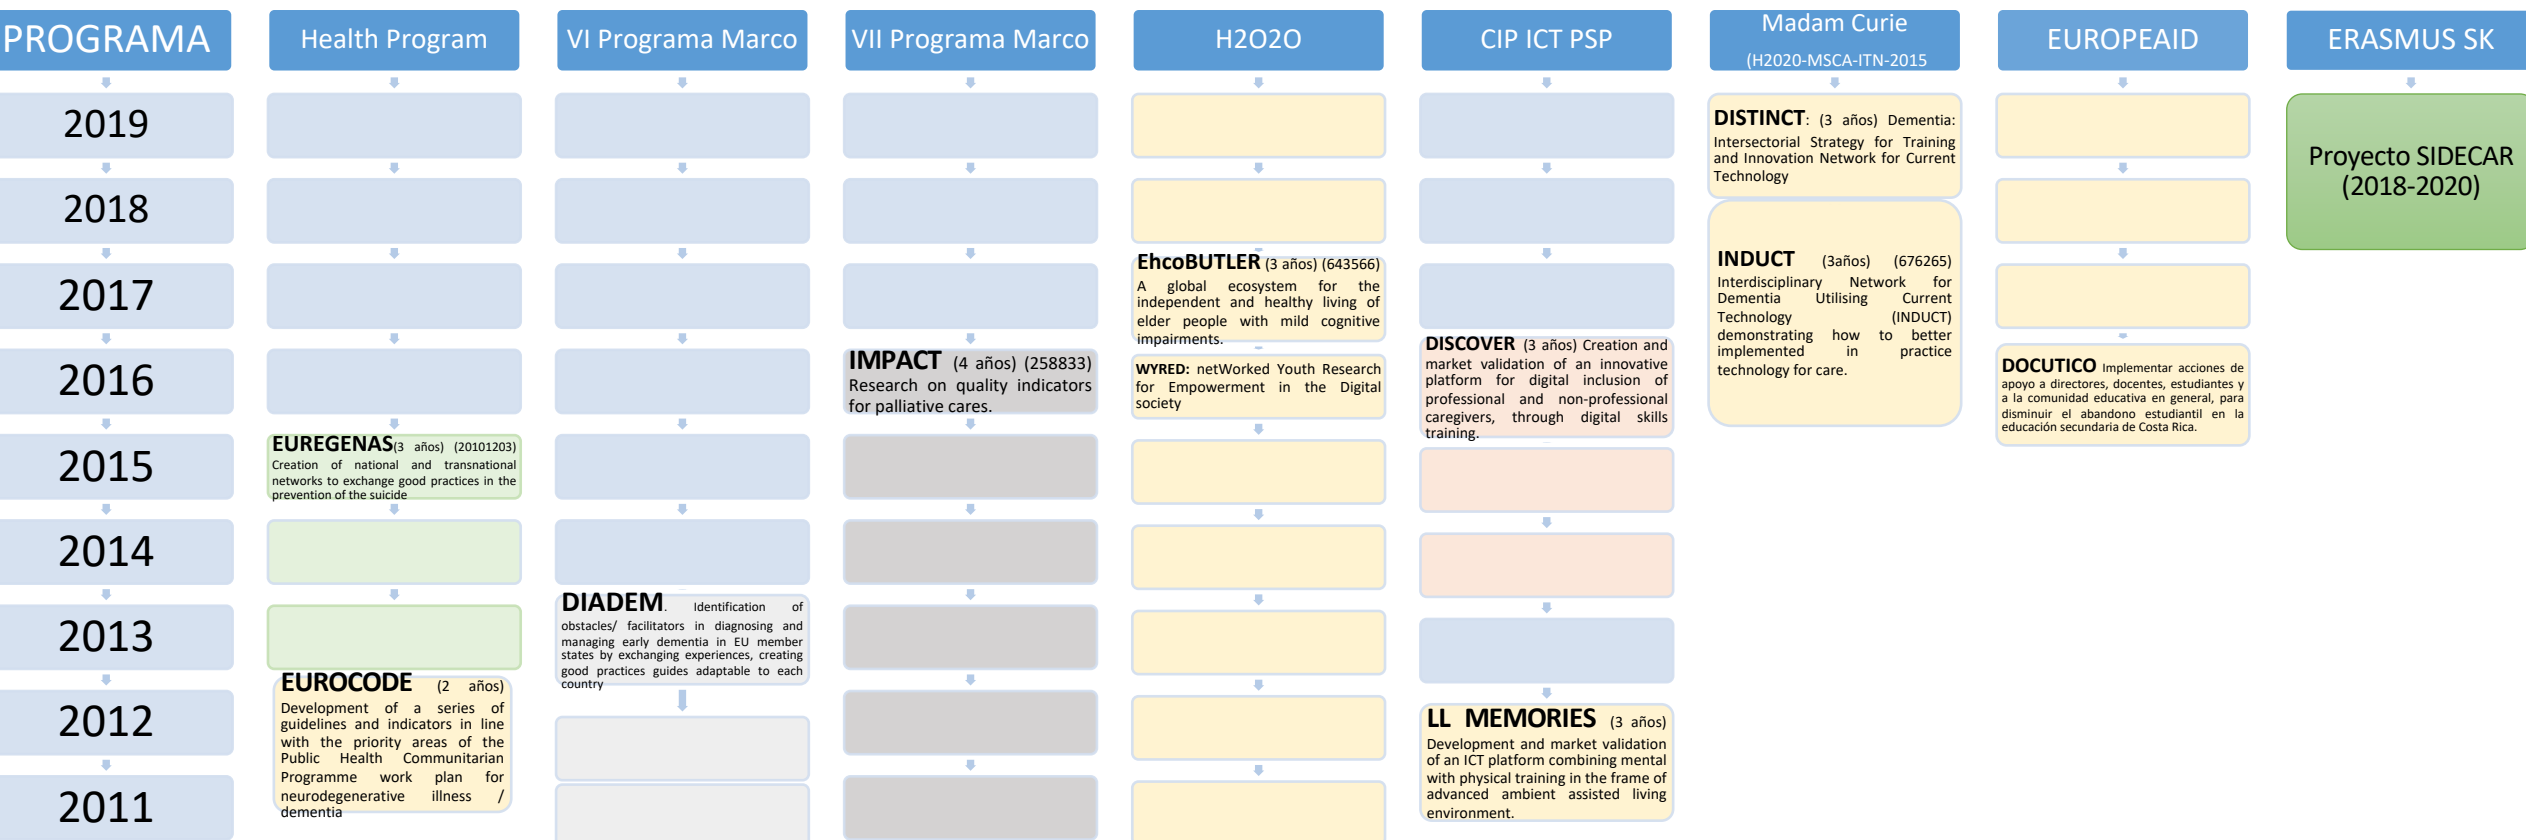 PROGRAMA
2019
2018
2017
2016
2015
2014
2013
2012
2011
Health Program
EUREGENAS(3 años) (20101203)
Creation of national and transnational
networks to exchange good practices in the
prevention of the suicide
EUROCODE (2 años)
Development of a series of
guidelines and indicators in line
with the priority areas of the
Public Health Communitarian
Programme work plan for
neurodegenerative illness /
dementia
VI Programa Marco
DIADEM. Identification of
obstacles/ facilitators in diagnosing and
managing early dementia in EU member
states by exchanging experiences, creating
good practices guides adaptable to each
country
VII Programa Marco
IMPACT (4 años) (258833)
Research on quality indicators
for palliative cares.
H2O2O
EhcoBUTLER (3 años) (643566)
A global ecosystem for the
independent and healthy living of
elder people with mild cognitive
impairments.
WYRED: netWorked Youth Research
for Empowerment in the Digital
society
CIP ICT PSP
DISCOVER (3 años) Creation and
market validation of an innovative
platform for digital inclusion of
professional and non-professional
caregivers, through digital skills
training.
LL MEMORIES (3 años)
Development and market validation
of an ICT platform combining mental
with physical training in the frame of
advanced ambient assisted living
environment.
Madam Curie
(H2020-MSCA-ITN-2015
DISTINCT: (3 años) Dementia:
Intersectorial Strategy for Training
and Innovation Network for Current
Technology
INDUCT (3años) (676265)
Interdisciplinary Network for
Dementia Utilising Current
Technology (INDUCT)
demonstrating how to better
implemented in practice
technology for care.
EUROPEAID
DOCUTICO Implementar acciones de
apoyo a directores, docentes, estudiantes y
a la comunidad educativa en general, para
disminuir el abandono estudiantil en la
educación secundaria de Costa Rica.
ERASMUS SK
Proyecto SIDECAR
(2018-2020)